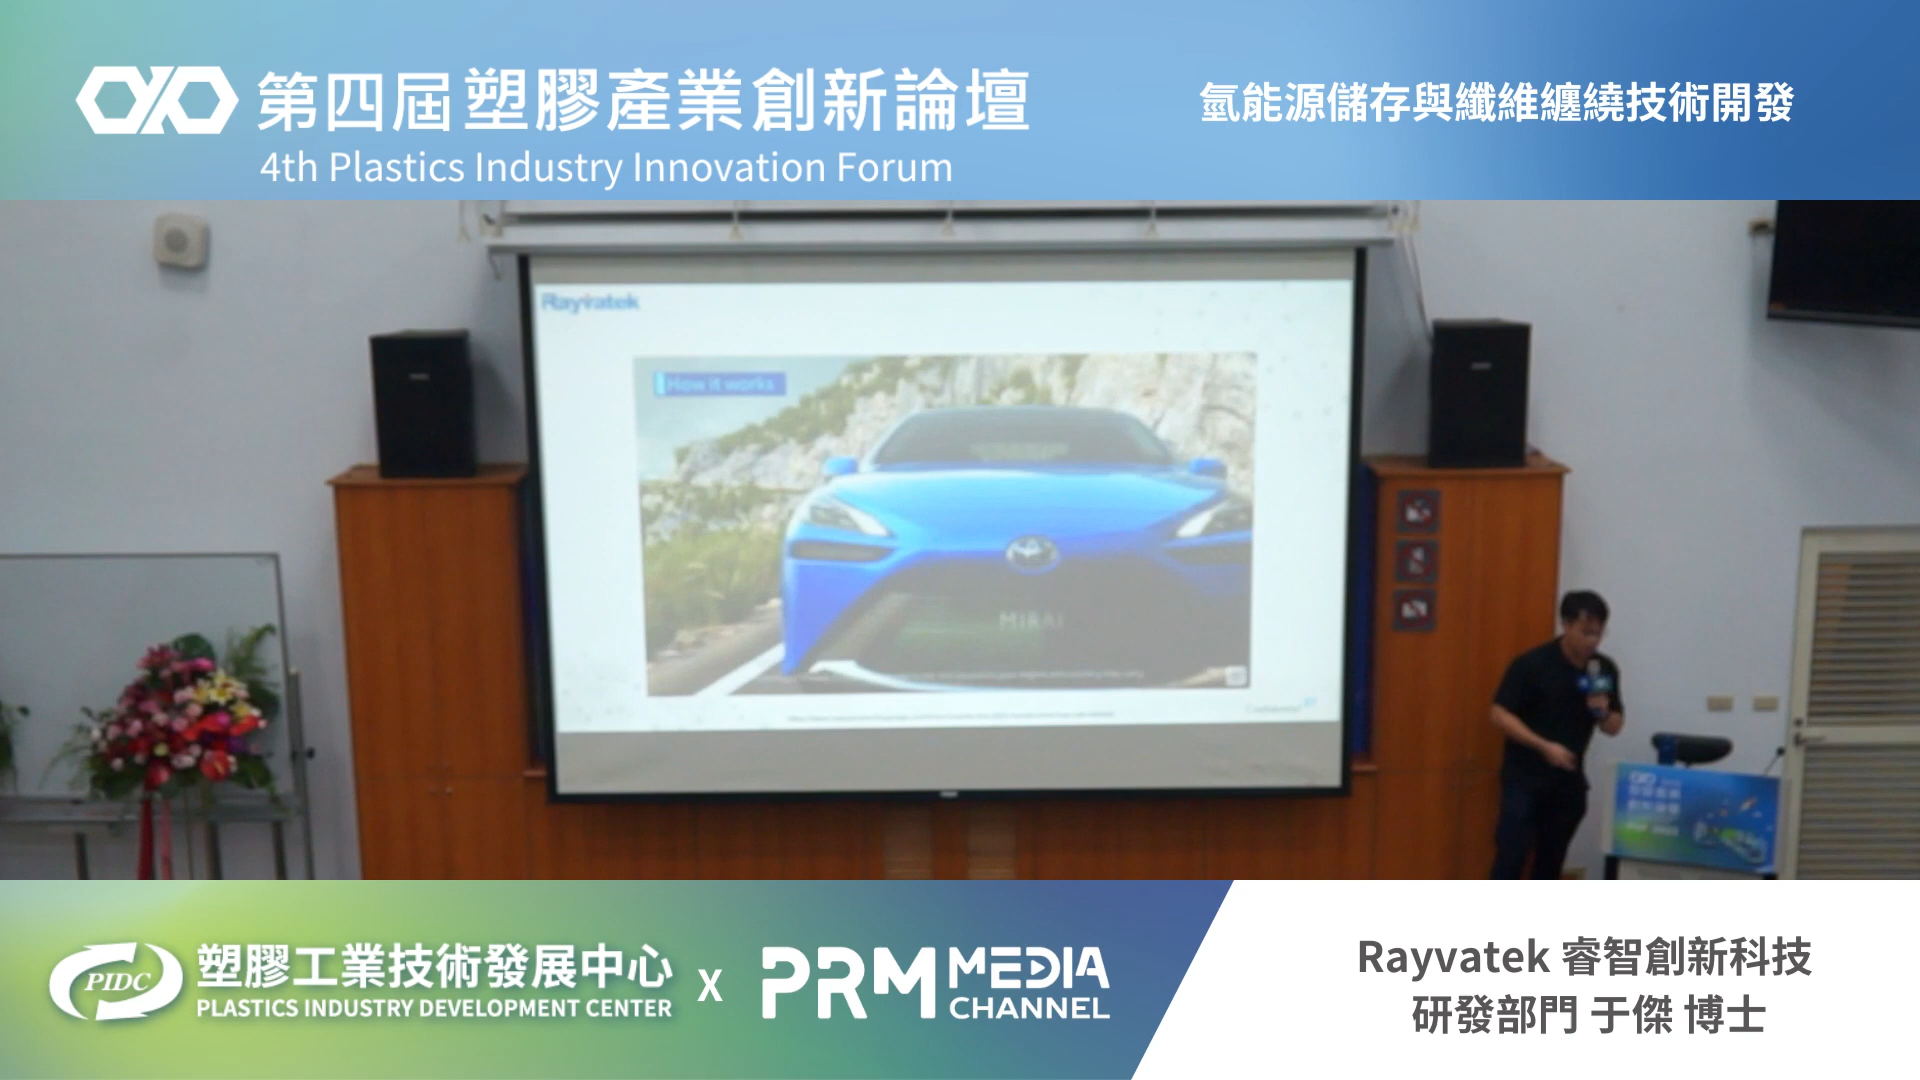 第四屆 塑膠產業創新論壇
4th Plastics Industry Innovation Forum
氫能源儲存與纖維纏繞技術開發
Rayvatek
How it works
MIRAI
PIDC
塑膠工業技術發展中心
PLASTICS INDUSTRY DEVELOPMENT CENTER
X
PRM MEDIA
CHANNEL
Rayvatek 睿智創新科技
研發部門 于傑 博士